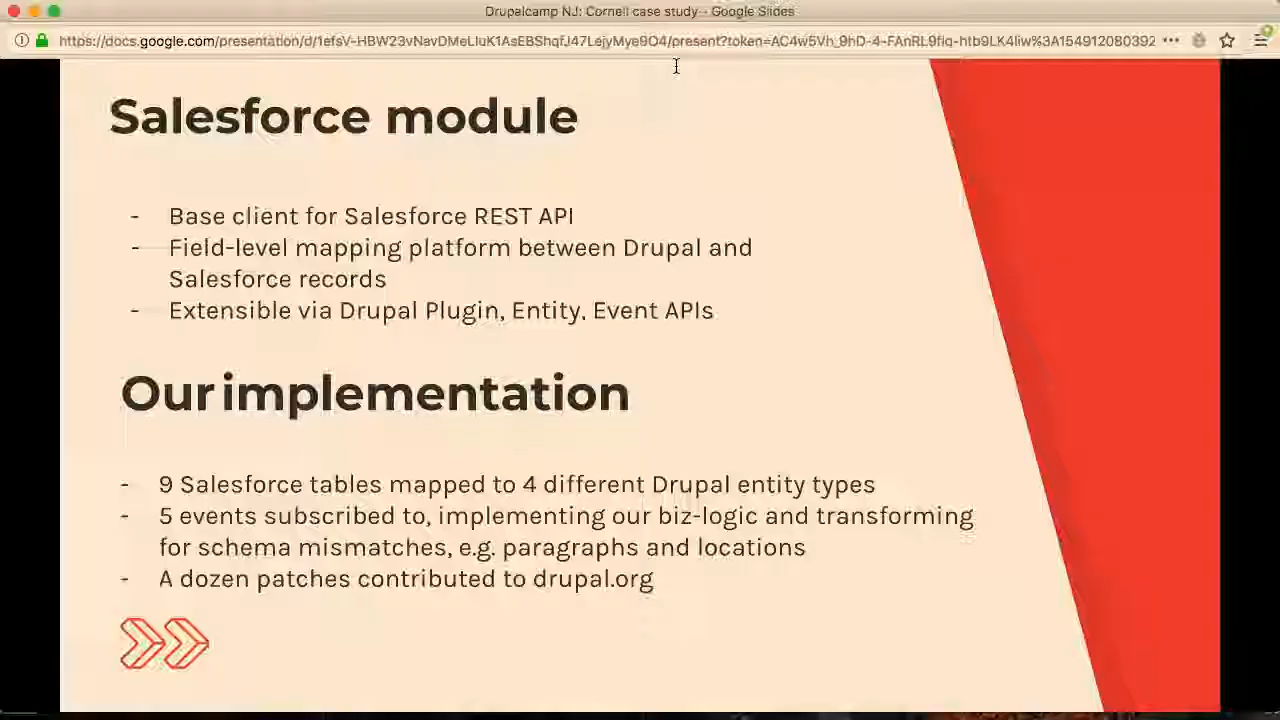 Drupalcamp NJ: Cornell case study - Google Slides
Salesforce module
- Base client for Salesforce REST API
- Field-level mapping platform between Drupal and
Salesforce records
- Extensible via Drupal Plugin, Entity, Event APIs
Our implementation
- 9 Salesforce tables mapped to 4 different Drupal entity types
- 5 events subscribed to, implementing our biz-logic and transforming
for schema mismatches, e.g. paragraphs and locations
- A dozen patches contributed to drupal.org